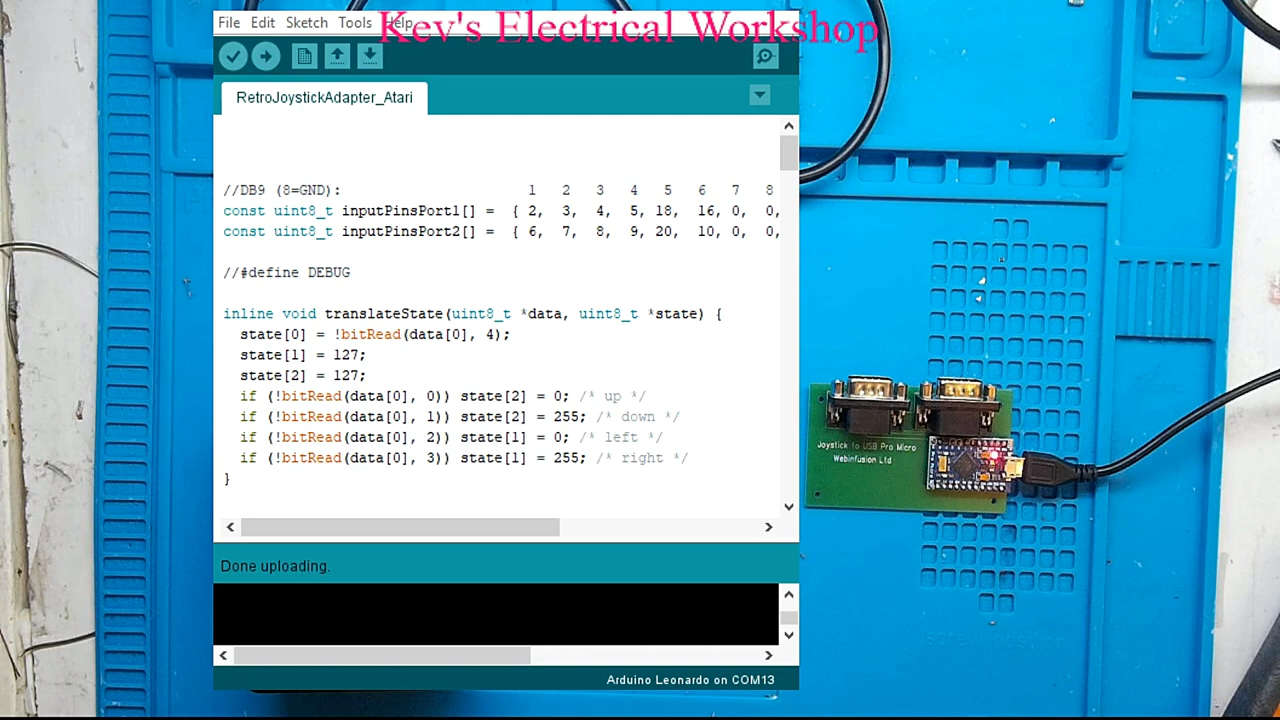 Kev's Electrical Workshop
File Edit Sketch Tools Help
RetroJoystickAdapter_Atari
//DB9 (8=GND): 1 2 3 4 5 6 7 8
const uint8_t inputPinsPort1[] = { 2, 3, 4, 5, 18, 16, 0, 0,
const uint8_t inputPinsPort2[] = { 6, 7, 8, 9, 20, 10, 0, 0,
//#define DEBUG
inline void translateState(uint8_t *data, uint8_t *state) {
state[0] = !bitRead(data[0], 4);
state[1] = 127;
state[2] = 127;
if (!bitRead(data[0], 0)) state[2] = 0; /* up */
if (!bitRead(data[0], 1)) state[2] = 255; /* down */
if (!bitRead(data[0], 2)) state[1] = 0; /* left */
if (!bitRead(data[0], 3)) state[1] = 255; /* right */
}
Done uploading.
Arduino Leonardo on COM13
Joystick to USB Pro Micro
Webinfusion Ltd